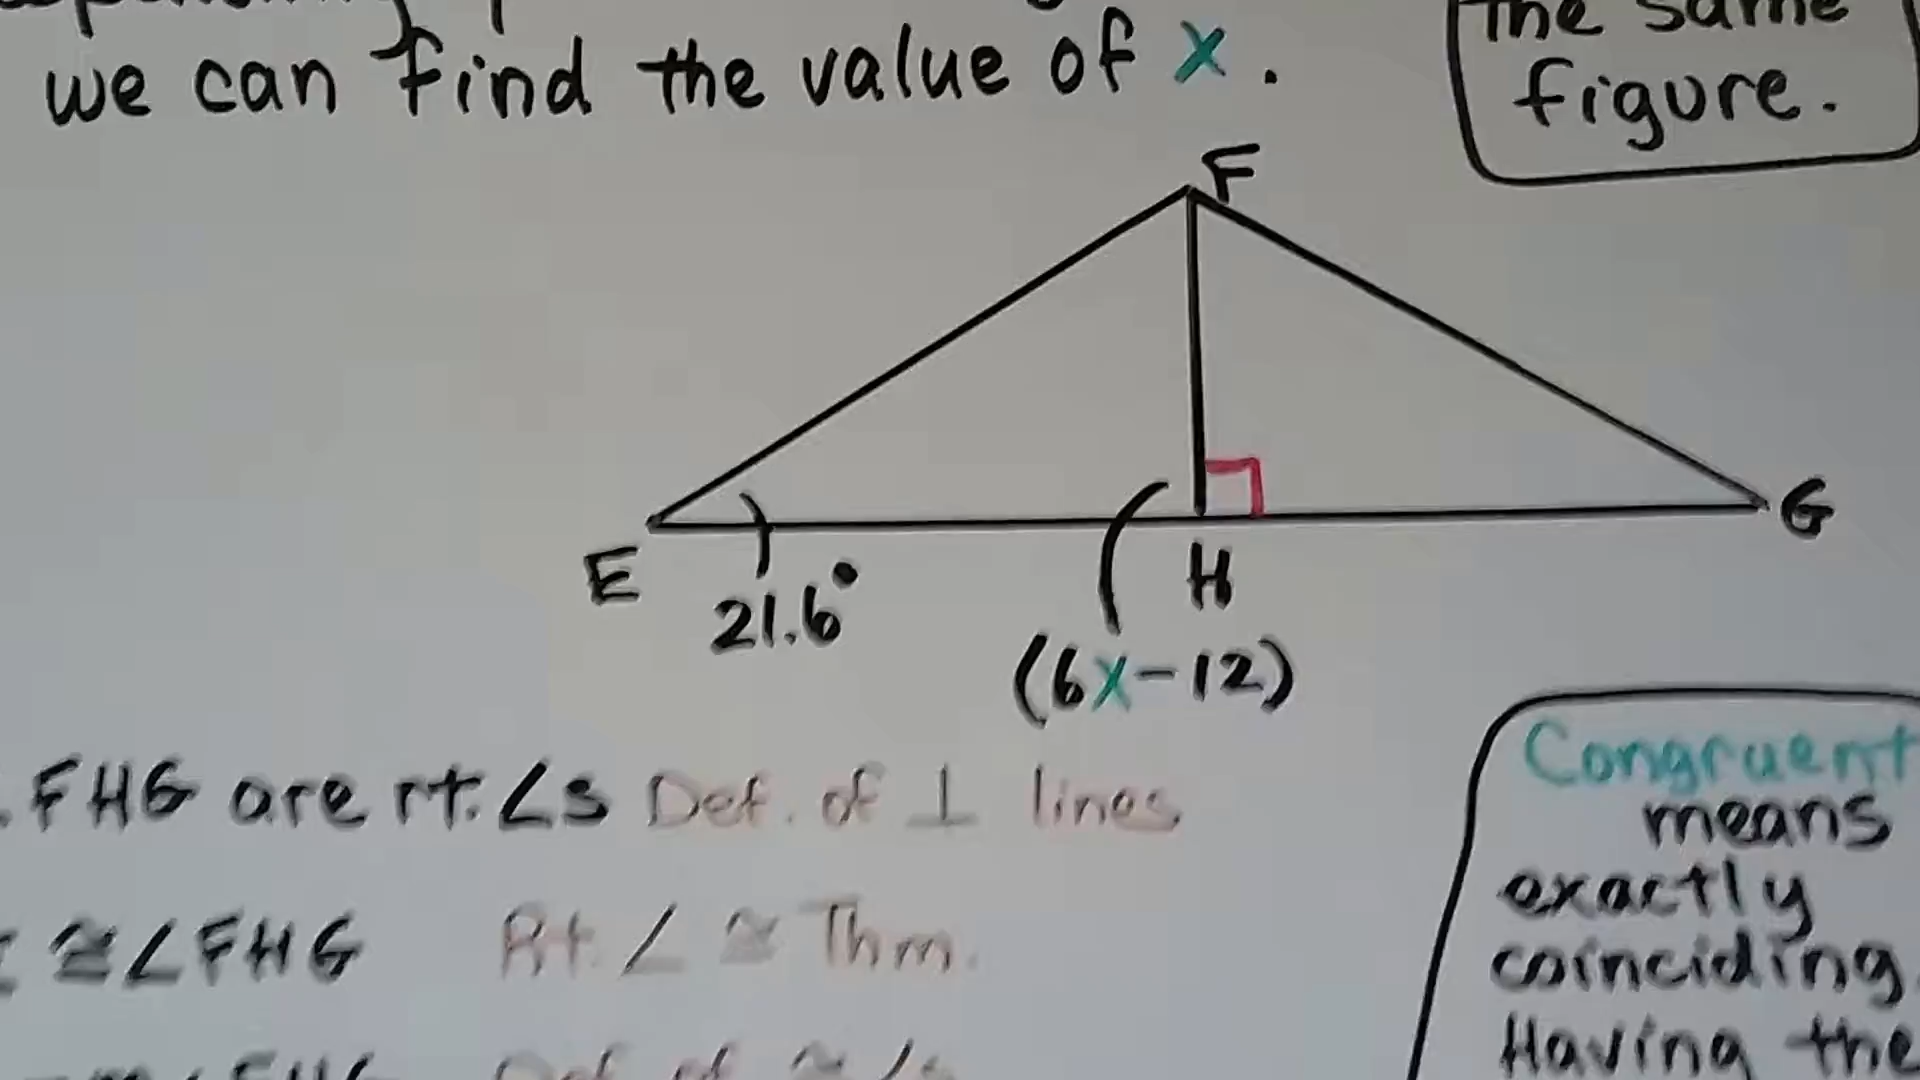 we can find the value of x.
the same
figure.
F
E
21.6°
H
G
(6x-12)
FHG are rt. ∠s Def. of ⊥ lines
≅∠FHG Rt. ∠ ≅ Thm.
Congruent
means
exactly
coinciding.
Having the